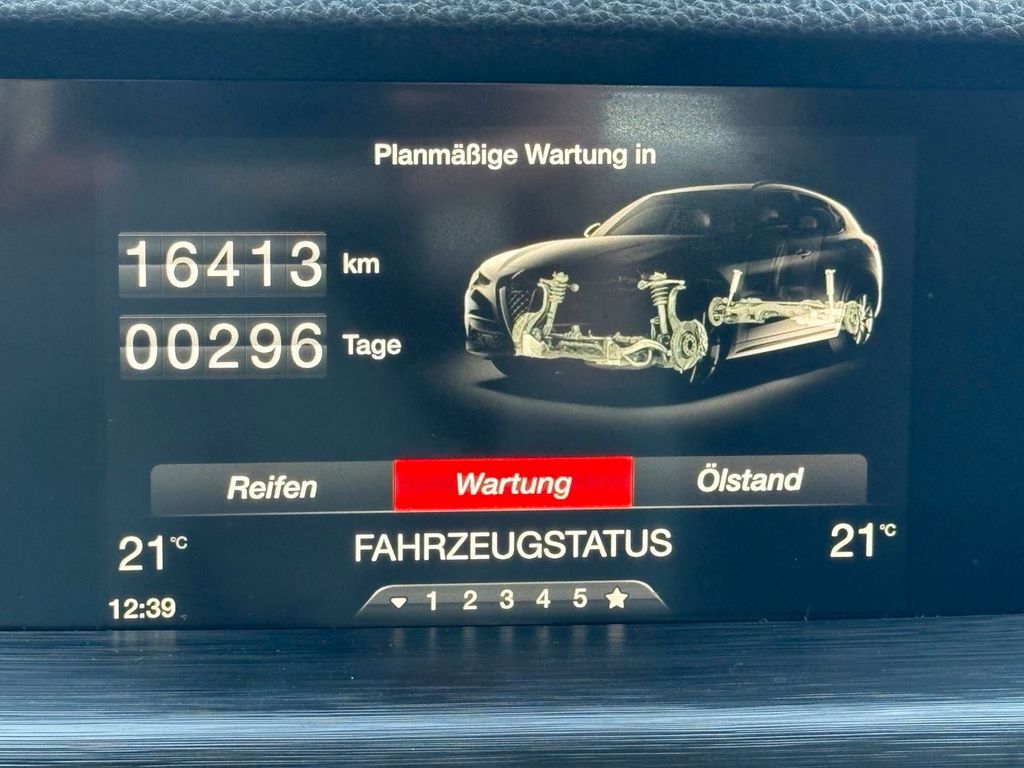 Planmäßige Wartung in
16413 km
00296 Tage
Reifen Wartung Ölstand
21°C FAHRZEUGSTATUS 21°C
12:39 1 2 3 4 5